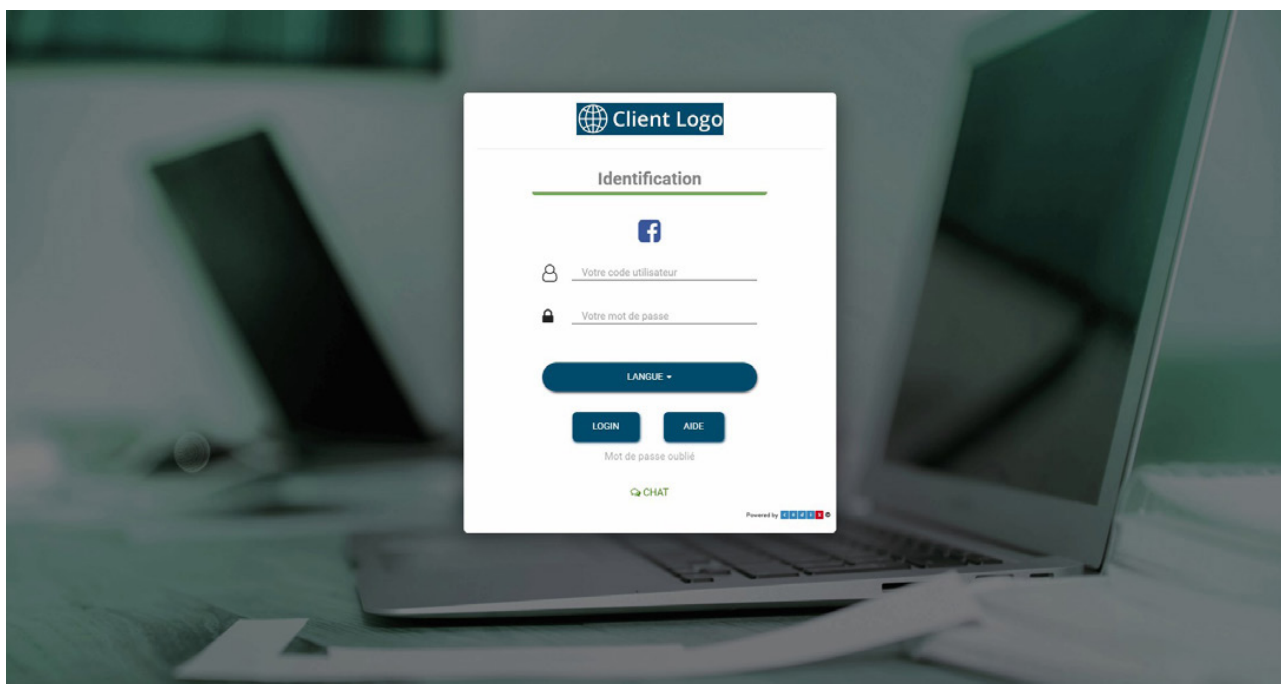 Client Logo
Identification
Votre code utilisateur
Votre mot de passe
LANGUE
LOGIN AIDE
Mot de passe oublié
CHAT
Powered by